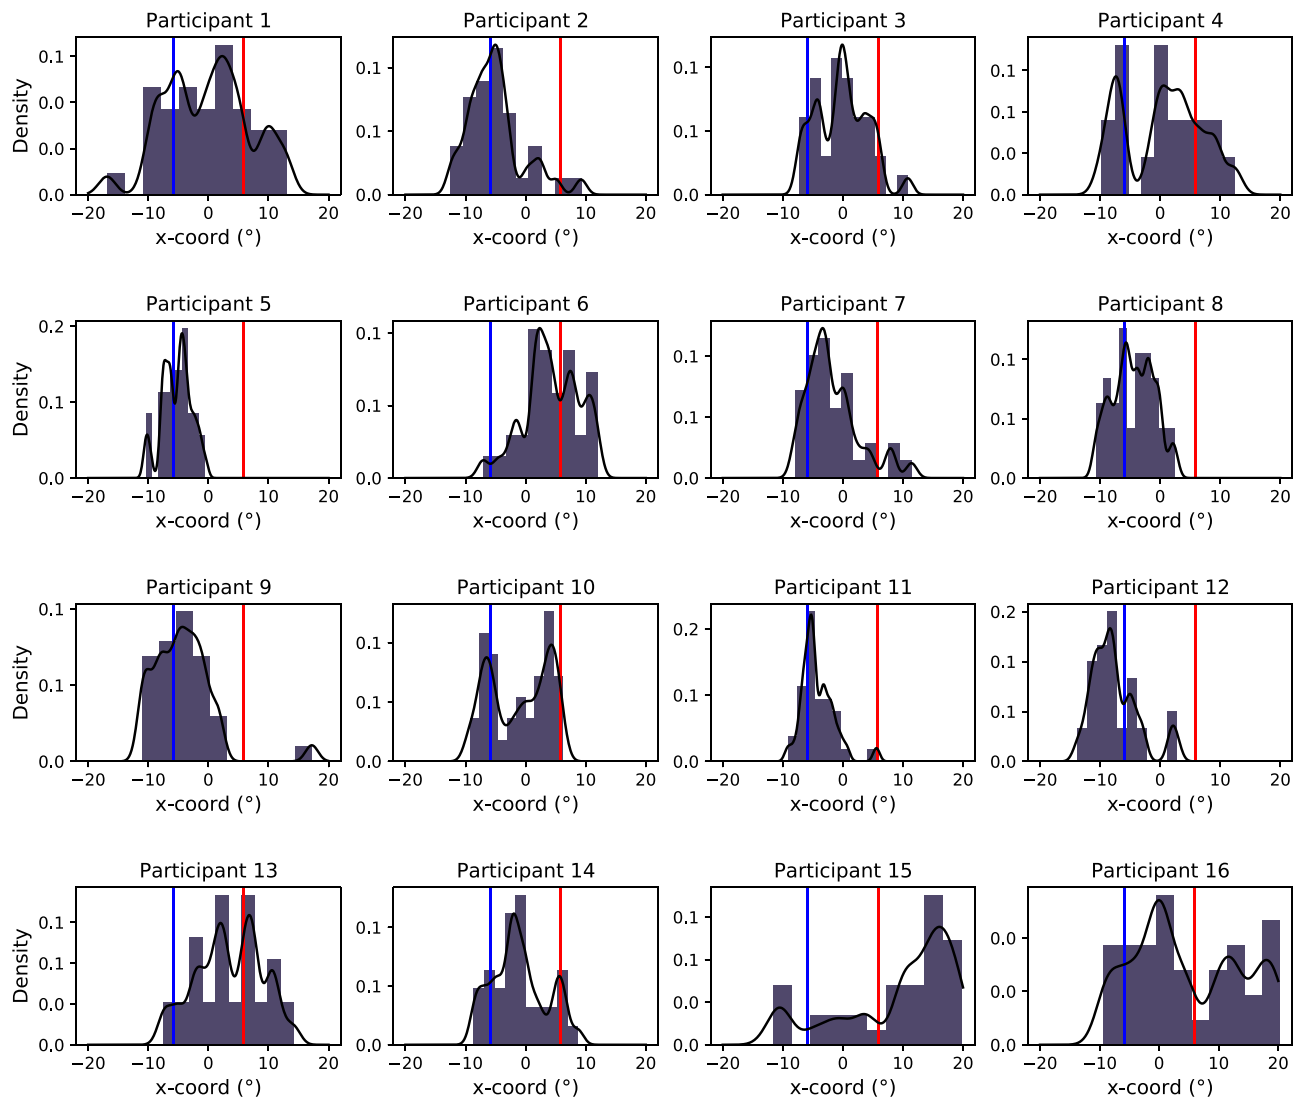 Participant 1 Participant 2 Participant 3 Participant 4
Density
0.1 0.0 0.0 0.0
0.1 0.1 0.0
0.1 0.1 0.0
0.1 0.1 0.0 0.0
−20 −10 0 10 20 −20 −10 0 10 20 −20 −10 0 10 20 −20 −10 0 10 20
x-coord (°) x-coord (°) x-coord (°) x-coord (°)
Participant 5 Participant 6 Participant 7 Participant 8
Density
0.2 0.1 0.1 0.0
0.1 0.1 0.0
0.1 0.1 0.0
0.1 0.1 0.0
−20 −10 0 10 20 −20 −10 0 10 20 −20 −10 0 10 20 −20 −10 0 10 20
x-coord (°) x-coord (°) x-coord (°) x-coord (°)
Participant 9 Participant 10 Participant 11 Participant 12
Density
0.1 0.1 0.0
0.1 0.1 0.0
0.2 0.1 0.0
0.2 0.1 0.1 0.0
−20 −10 0 10 20 −20 −10 0 10 20 −20 −10 0 10 20 −20 −10 0 10 20
x-coord (°) x-coord (°) x-coord (°) x-coord (°)
Participant 13 Participant 14 Participant 15 Participant 16
Density
0.1 0.1 0.0 0.0
0.1 0.1 0.0
0.1 0.1 0.0 0.0
0.0 0.0 0.0
−20 −10 0 10 20 −20 −10 0 10 20 −20 −10 0 10 20 −20 −10 0 10 20
x-coord (°) x-coord (°) x-coord (°) x-coord (°)